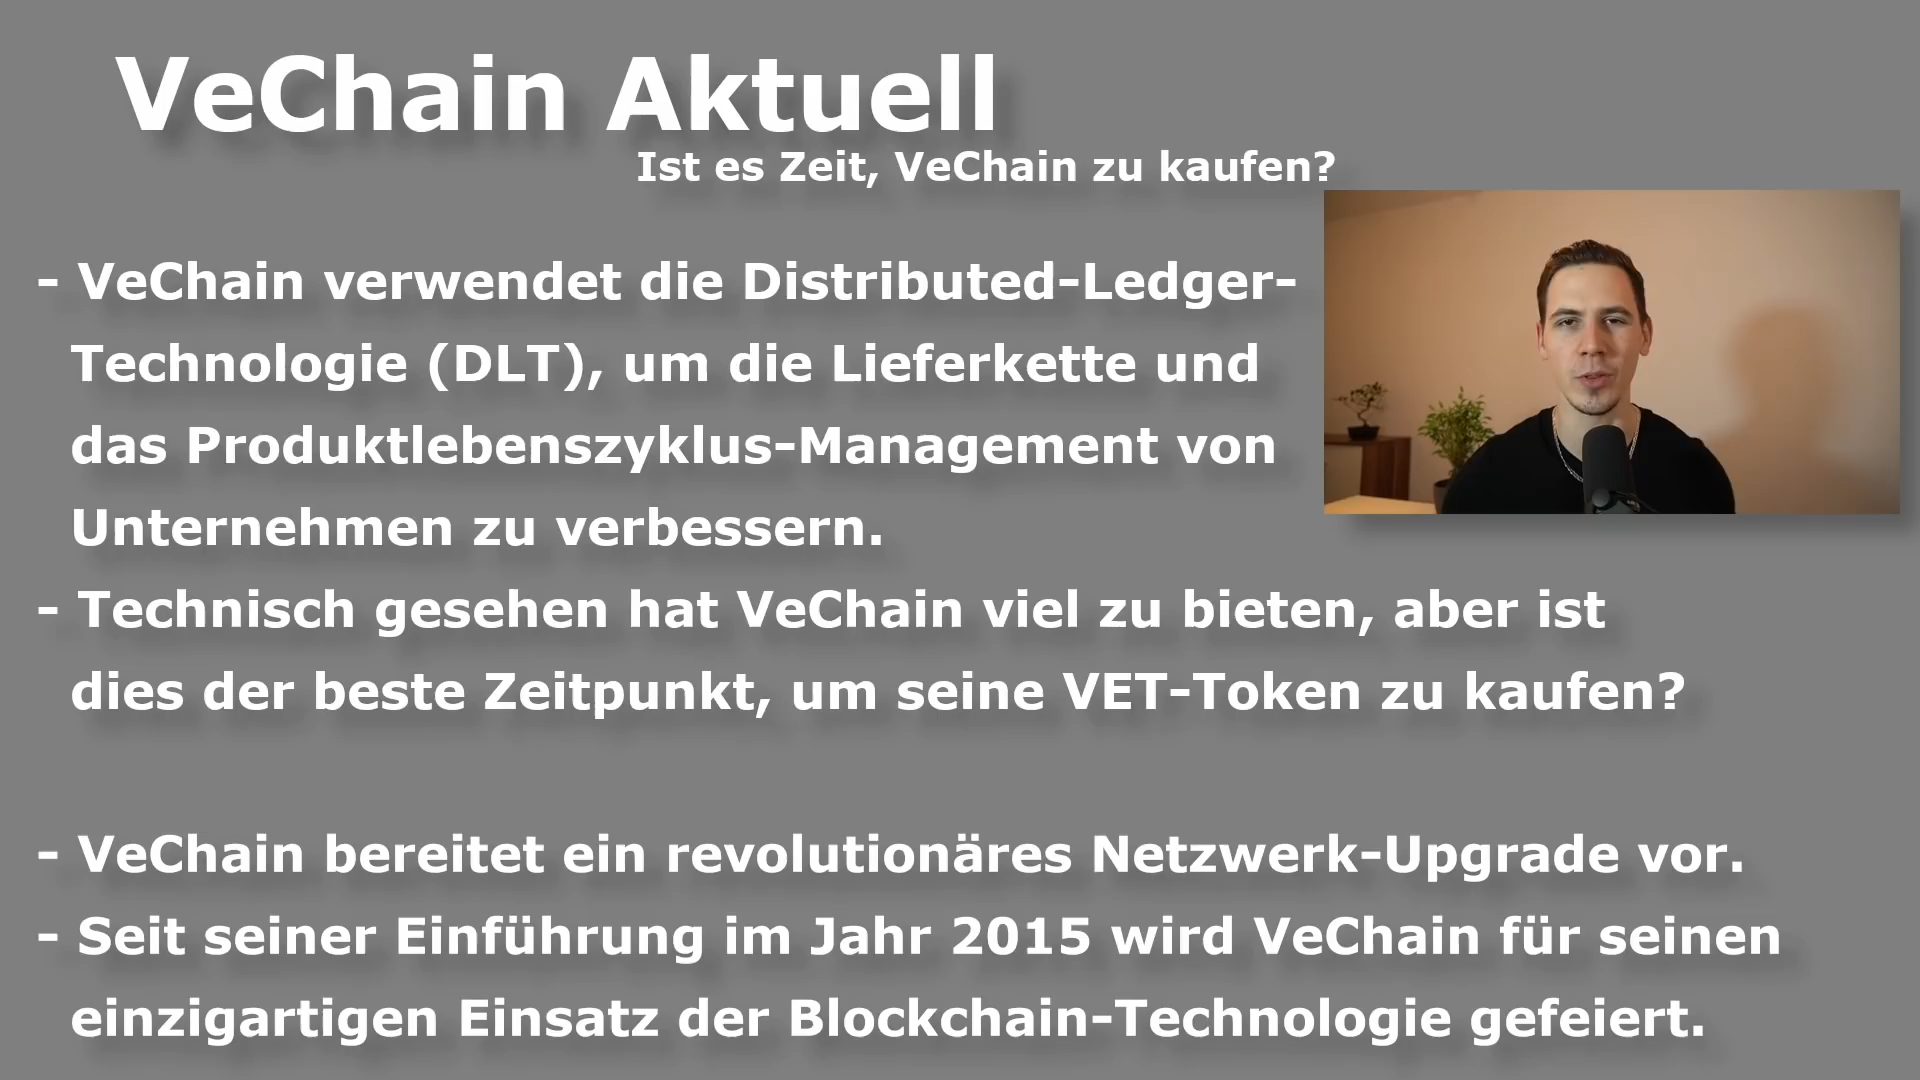 VeChain Aktuell
Ist es Zeit, VeChain zu kaufen?
- VeChain verwendet die Distributed-Ledger-
Technologie (DLT), um die Lieferkette und
das Produktlebenszyklus-Management von
Unternehmen zu verbessern.
- Technisch gesehen hat VeChain viel zu bieten, aber ist
dies der beste Zeitpunkt, um seine VET-Token zu kaufen?
- VeChain bereitet ein revolutionäres Netzwerk-Upgrade vor.
- Seit seiner Einführung im Jahr 2015 wird VeChain für seinen
einzigartigen Einsatz der Blockchain-Technologie gefeiert.